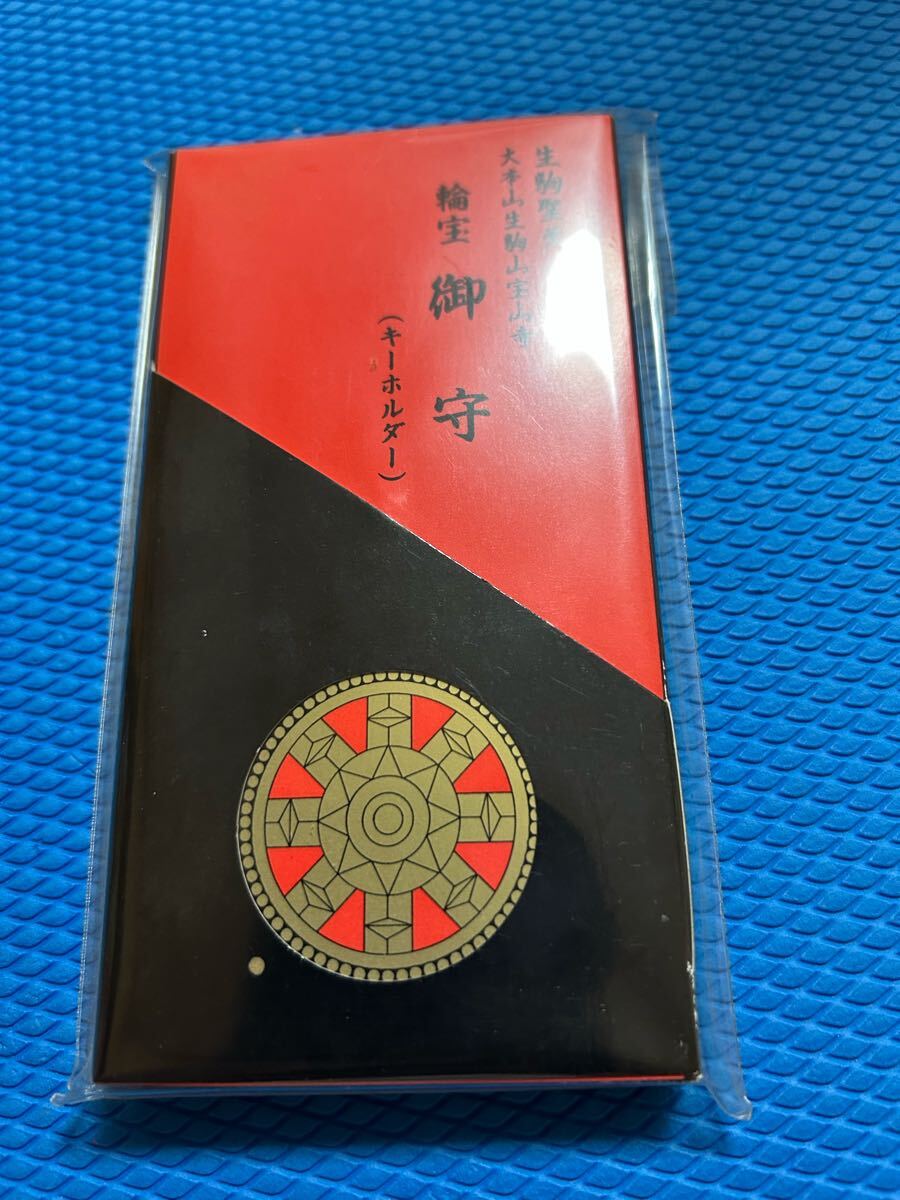 生駒聖天
大本山生駒山宝山寺
輪宝 御守
(キーホルダー)